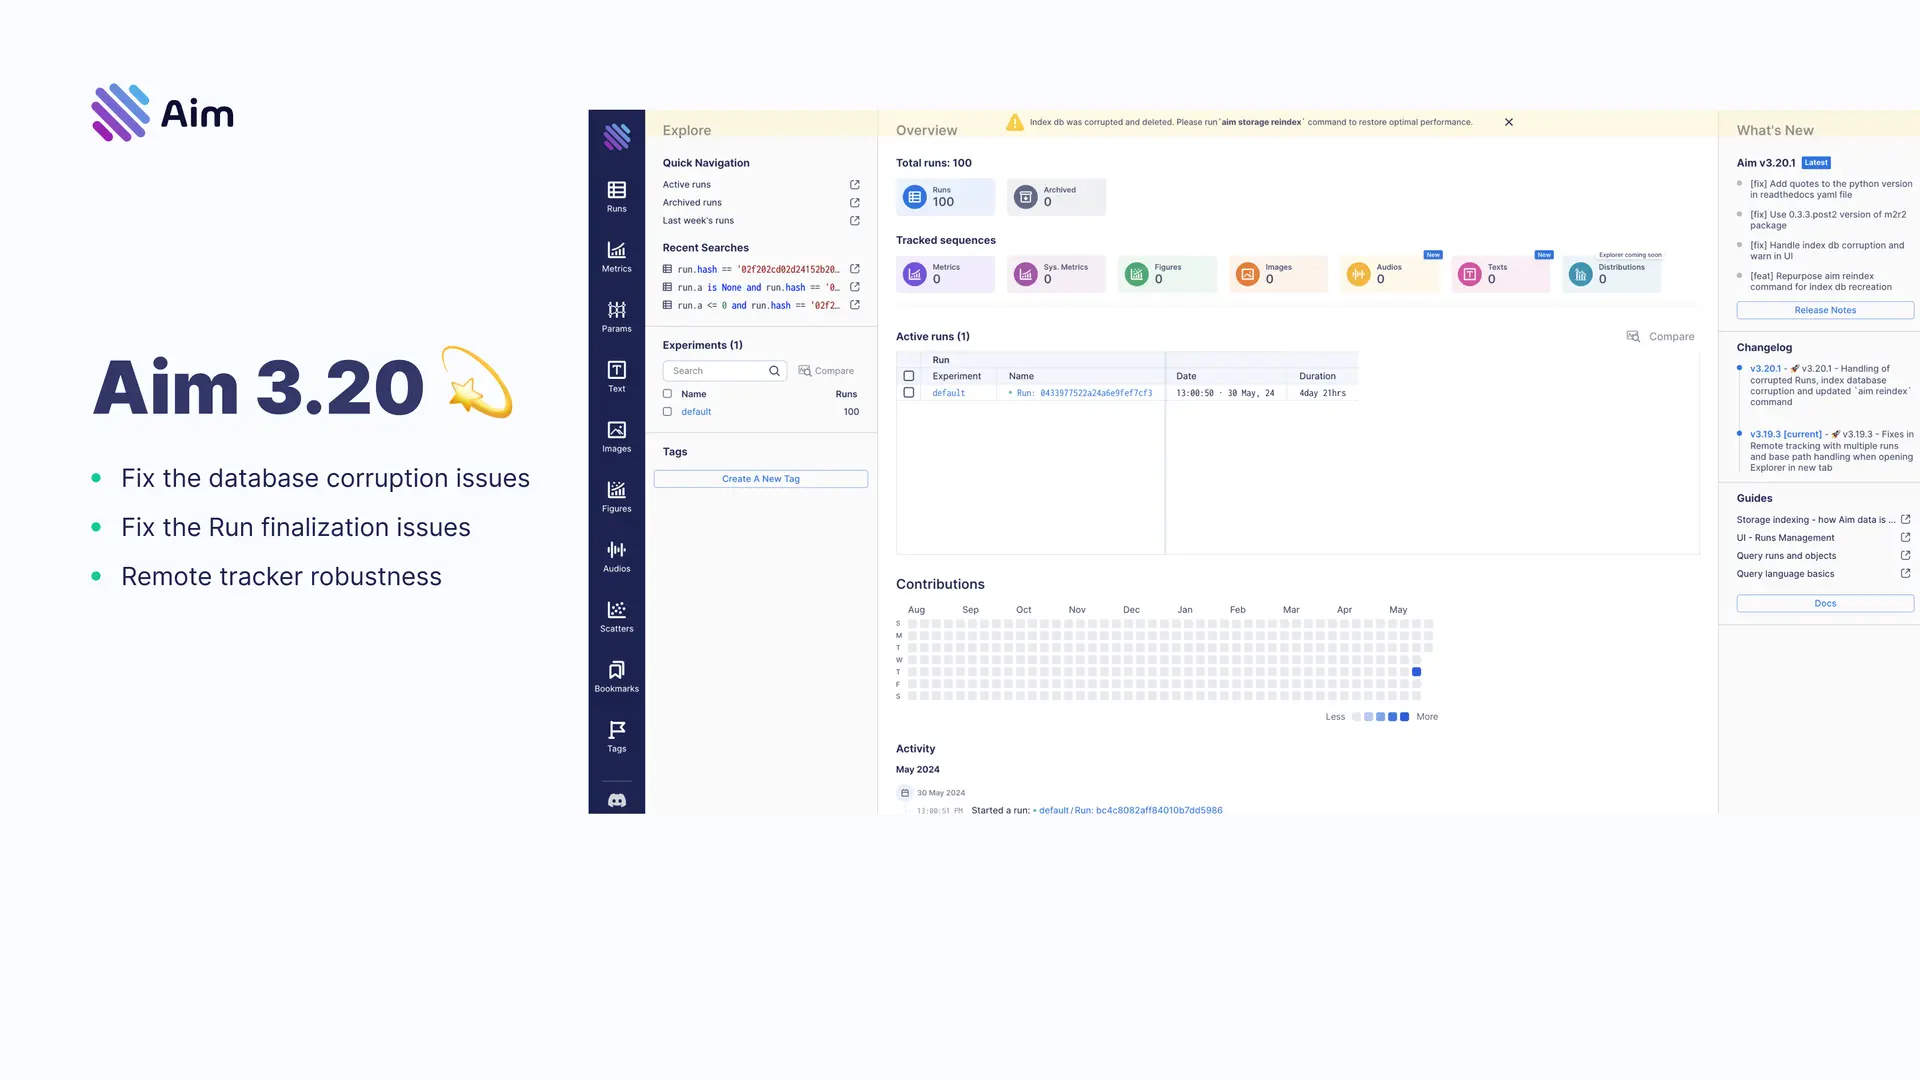 Aim
Aim 3.20
Fix the database corruption issues
Fix the Run finalization issues
Remote tracker robustness
Runs
Metrics
Params
Text
Images
Figures
Audios
Scatters
Bookmarks
Tags
Explore
Quick Navigation
Active runs
Archived runs
Last week's runs
Recent Searches
run.hash == '02f202cd02d24152b20…
run.a is None and run.hash == '0…
run.a <= 0 and run.hash == '02f2…
Experiments (1)
Search
Compare
Name Runs
default 100
Tags
Create A New Tag
Overview
Index db was corrupted and deleted. Please run `aim storage reindex` command to restore optimal performance.
Total runs: 100
Runs
100
Archived
0
Tracked sequences
Metrics
0
Sys. Metrics
0
Figures
0
Images
0
New
Audios
0
New
Texts
0
Explorer coming soon
Distributions
0
Active runs (1)
Compare
Run
Experiment Name Date Duration
default Run: 0433977522a24a6e9fef7cf3 13:00:50 · 30 May, 24 4day 21hrs
Contributions
Aug Sep Oct Nov Dec Jan Feb Mar Apr May
S
M
T
W
T
F
S
Less More
Activity
May 2024
30 May 2024
13:00:51 PM Started a run: default / Run: bc4c8082aff84010b7dd5986
What's New
Aim v3.20.1 Latest
[fix] Add quotes to the python version
in readthedocs yaml file
[fix] Use 0.3.3.post2 version of m2r2
package
[fix] Handle index db corruption and
warn in UI
[feat] Repurpose aim reindex
command for index db recreation
Release Notes
Changelog
v3.20.1 - 🚀 v3.20.1 - Handling of
corrupted Runs, index database
corruption and updated `aim reindex`
command
v3.19.3 [current] - 🚀 v3.19.3 - Fixes in
Remote tracking with multiple runs
and base path handling when opening
Explorer in new tab
Guides
Storage indexing - how Aim data is ...
UI - Runs Management
Query runs and objects
Query language basics
Docs